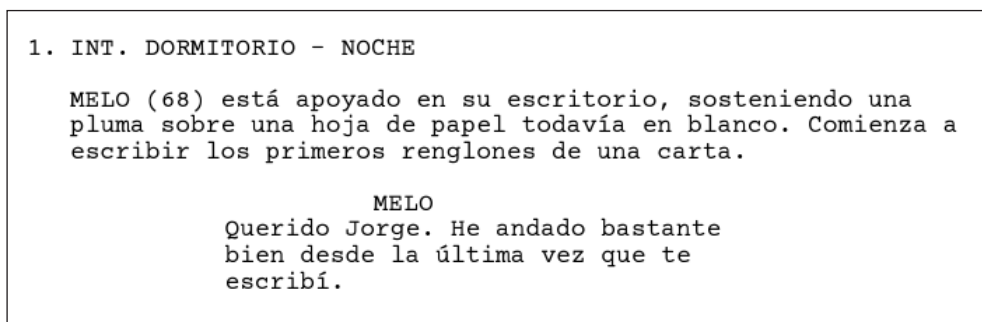 1. INT. DORMITORIO – NOCHE
MELO (68) está apoyado en su escritorio, sosteniendo una
pluma sobre una hoja de papel todavía en blanco. Comienza a
escribir los primeros renglones de una carta.
MELO
Querido Jorge. He andado bastante
bien desde la última vez que te
escribí.